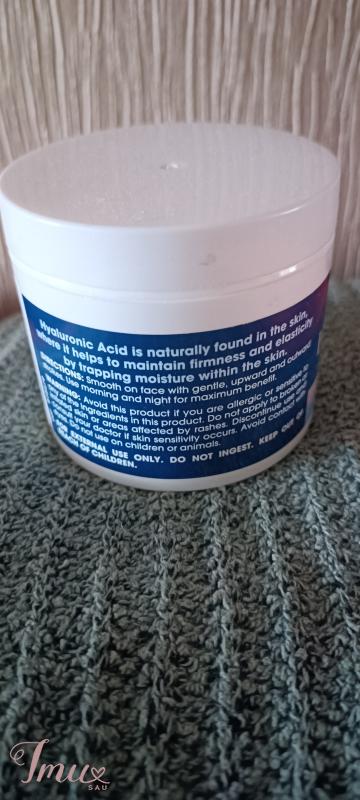 Hyaluronic Acid is naturally found in the skin,
where it helps to maintain firmness and elasticity
by trapping moisture within the skin.
DIRECTIONS: Smooth on face with gentle, upward and outward
Use morning and night for maximum benefit.
WARNING: Avoid this product if you are allergic or sensitive to
any of the ingredients in this product. Do not apply to broken
skin or areas affected by rashes. Discontinue use and
consult your doctor if skin sensitivity occurs. Avoid contact with
Do not use on children or animals.
FOR EXTERNAL USE ONLY. DO NOT INGEST. KEEP OUT OF
REACH OF CHILDREN.
Imux
SAU